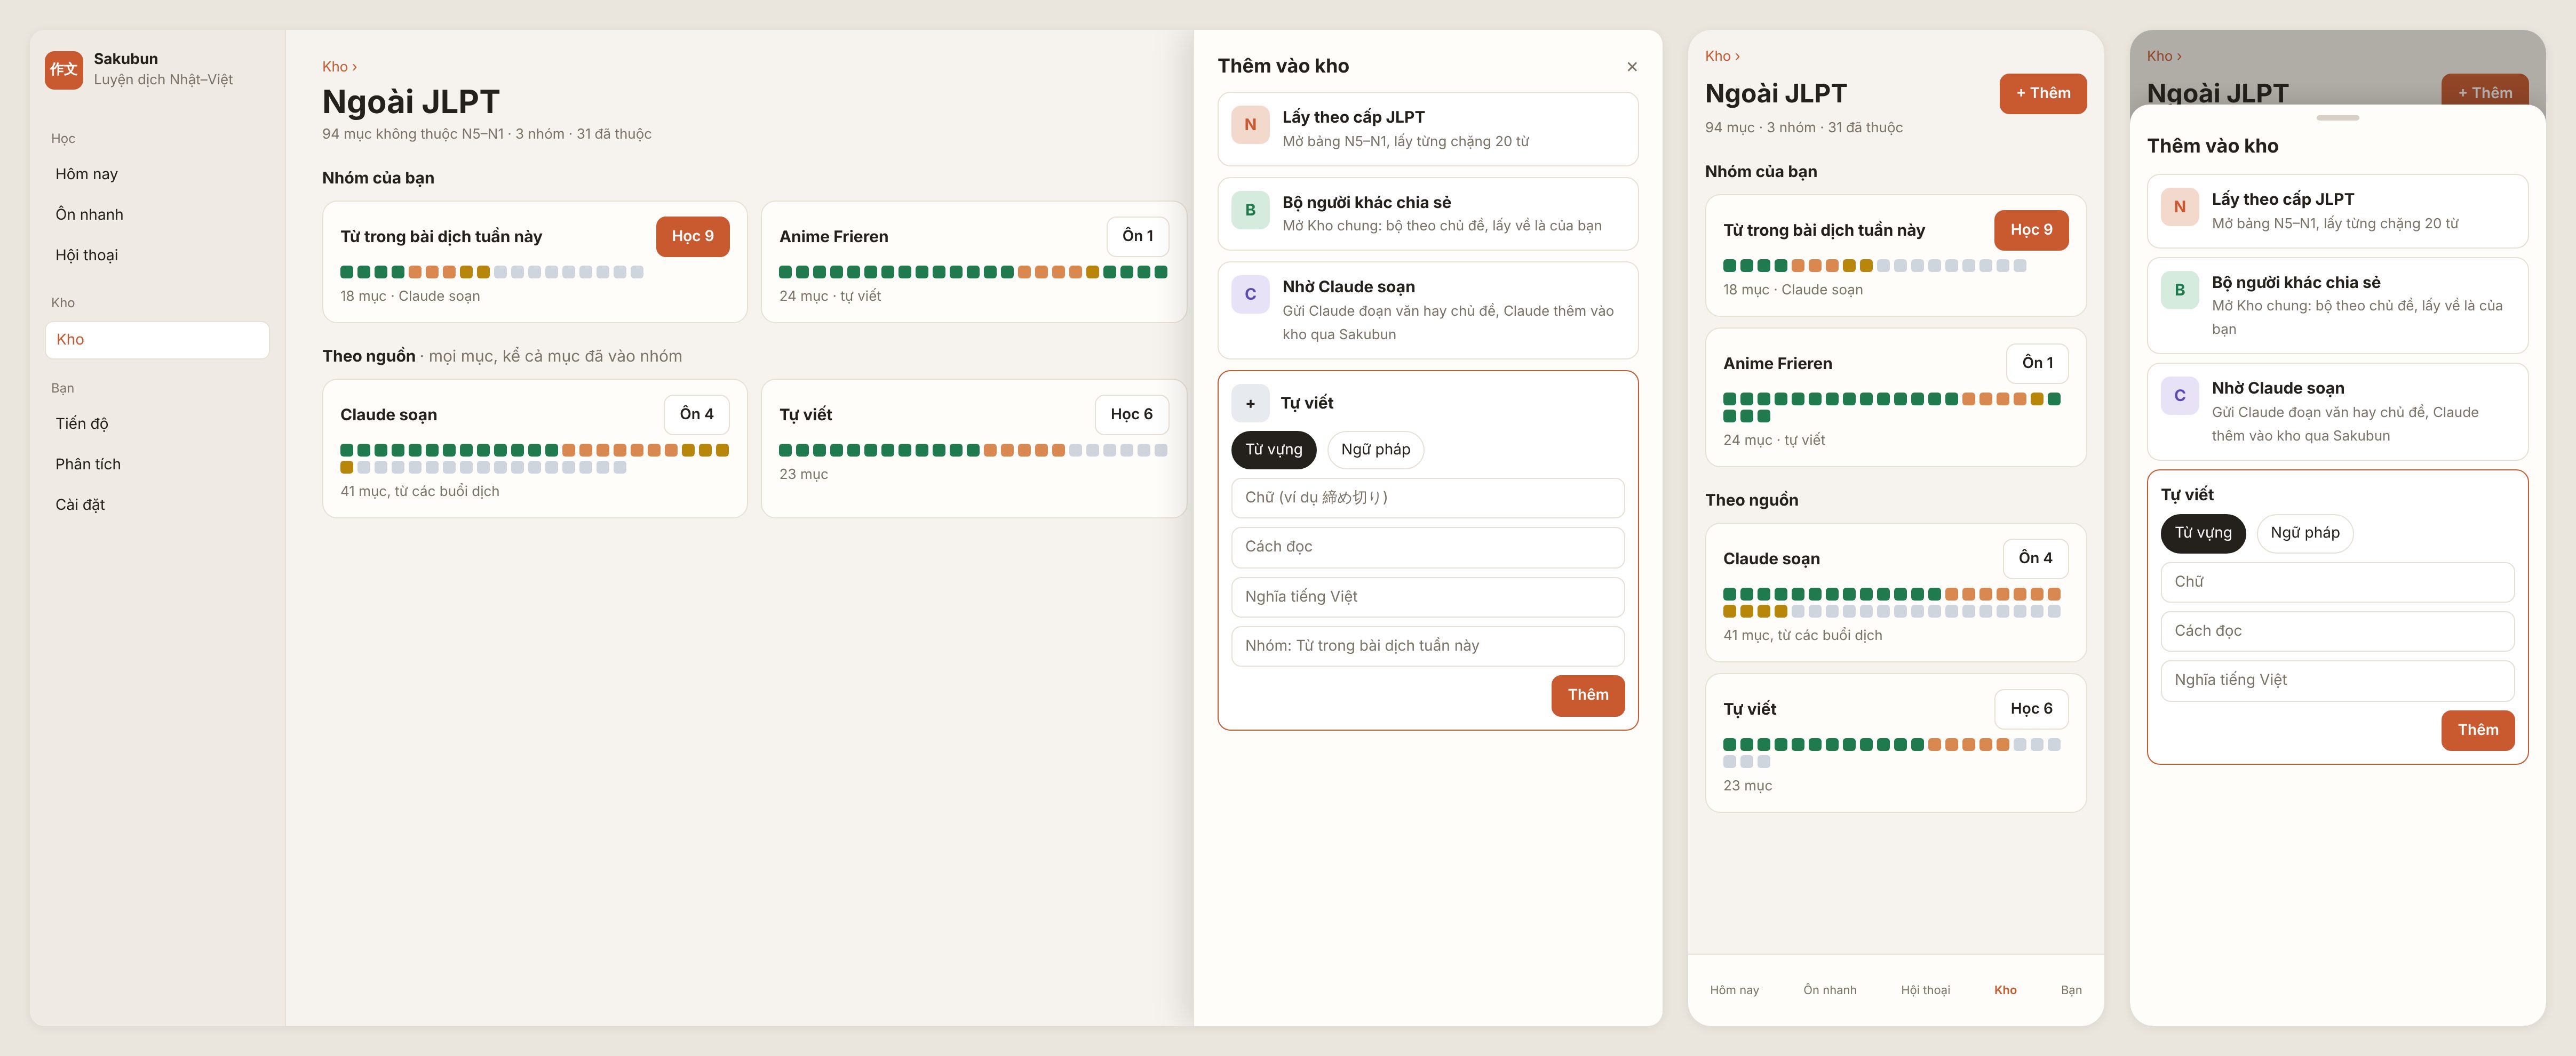 作文
Sakubun
Luyện dịch Nhật–Việt
Học
Hôm nay
Ôn nhanh
Hội thoại
Kho
Kho
Bạn
Tiến độ
Phân tích
Cài đặt
Kho ›
Ngoài JLPT
94 mục không thuộc N5–N1 · 3 nhóm · 31 đã thuộc
Nhóm của bạn
Từ trong bài dịch tuần này
Học 9
18 mục · Claude soạn
Anime Frieren
Ôn 1
24 mục · tự viết
Theo nguồn · mọi mục, kể cả mục đã vào nhóm
Claude soạn
Ôn 4
41 mục, từ các buổi dịch
Tự viết
Học 6
23 mục
Thêm vào kho
×
N
Lấy theo cấp JLPT
Mở bảng N5–N1, lấy từng chặng 20 từ
B
Bộ người khác chia sẻ
Mở Kho chung: bộ theo chủ đề, lấy về là của bạn
C
Nhờ Claude soạn
Gửi Claude đoạn văn hay chủ đề, Claude thêm vào
kho qua Sakubun
+
Tự viết
Từ vựng
Ngữ pháp
Chữ (ví dụ 締め切り)
Cách đọc
Nghĩa tiếng Việt
Nhóm: Từ trong bài dịch tuần này
Thêm
Kho ›
Ngoài JLPT
+ Thêm
94 mục · 3 nhóm · 31 đã thuộc
Nhóm của bạn
Từ trong bài dịch tuần này
Học 9
18 mục · Claude soạn
Anime Frieren
Ôn 1
24 mục · tự viết
Theo nguồn
Claude soạn
Ôn 4
41 mục, từ các buổi dịch
Tự viết
Học 6
23 mục
Hôm nay
Ôn nhanh
Hội thoại
Kho
Bạn
Kho ›
Ngoài JLPT
+ Thêm
Thêm vào kho
N
Lấy theo cấp JLPT
Mở bảng N5–N1, lấy từng chặng 20 từ
B
Bộ người khác chia sẻ
Mở Kho chung: bộ theo chủ đề, lấy về là của
bạn
C
Nhờ Claude soạn
Gửi Claude đoạn văn hay chủ đề, Claude
thêm vào kho qua Sakubun
Tự viết
Từ vựng
Ngữ pháp
Chữ
Cách đọc
Nghĩa tiếng Việt
Thêm